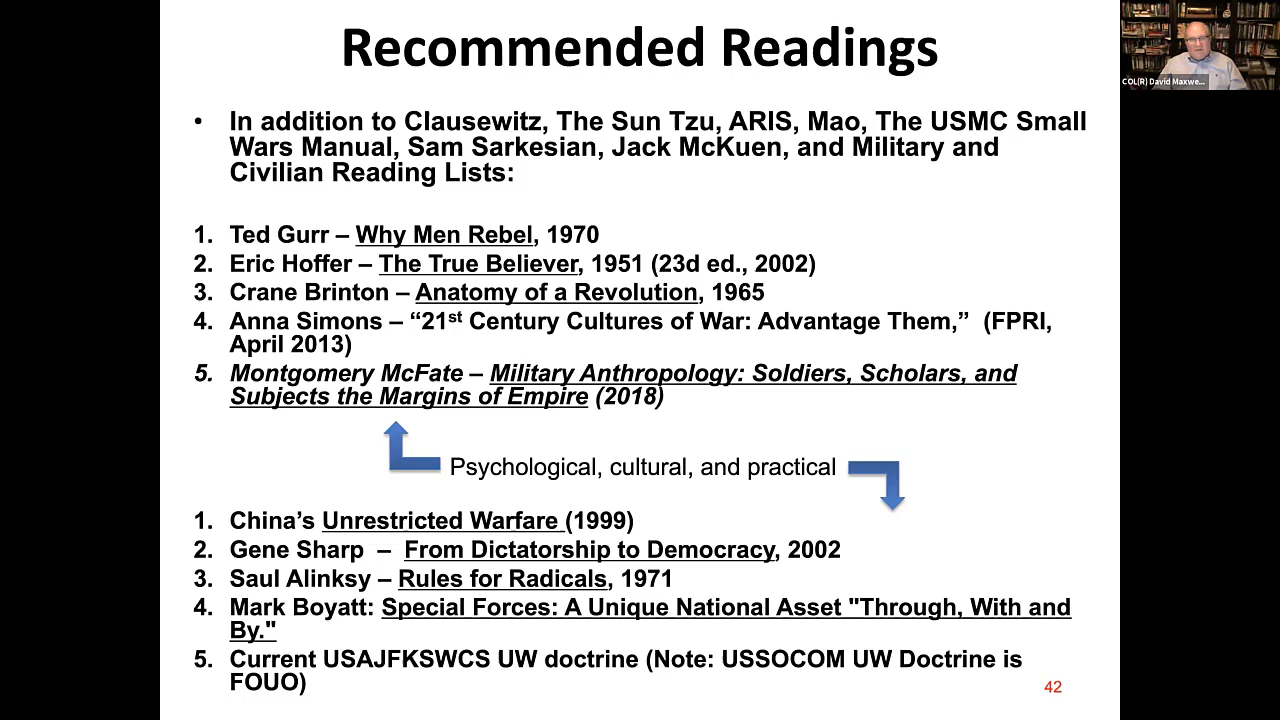 Recommended Readings
COL(R) David Maxwe...
• In addition to Clausewitz, The Sun Tzu, ARIS, Mao, The USMC Small
Wars Manual, Sam Sarkesian, Jack McKuen, and Military and
Civilian Reading Lists:
1. Ted Gurr – Why Men Rebel, 1970
2. Eric Hoffer – The True Believer, 1951 (23d ed., 2002)
3. Crane Brinton – Anatomy of a Revolution, 1965
4. Anna Simons – “21st Century Cultures of War: Advantage Them,” (FPRI,
April 2013)
5. Montgomery McFate – Military Anthropology: Soldiers, Scholars, and
Subjects the Margins of Empire (2018)
Psychological, cultural, and practical
1. China’s Unrestricted Warfare (1999)
2. Gene Sharp – From Dictatorship to Democracy, 2002
3. Saul Alinksy – Rules for Radicals, 1971
4. Mark Boyatt: Special Forces: A Unique National Asset "Through, With and
By."
5. Current USAJFKSWCS UW doctrine (Note: USSOCOM UW Doctrine is
FOUO)
42